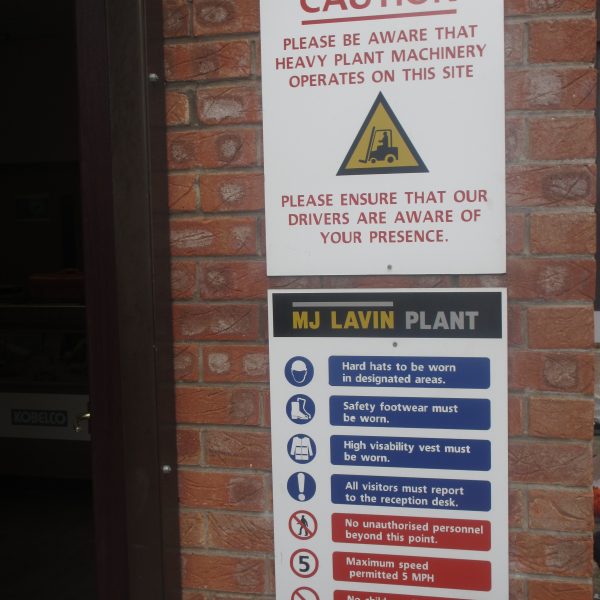 CAUTION
PLEASE BE AWARE THAT
HEAVY PLANT MACHINERY
OPERATES ON THIS SITE
PLEASE ENSURE THAT OUR
DRIVERS ARE AWARE OF
YOUR PRESENCE.
MJ LAVIN PLANT
Hard hats to be worn
in designated areas.
Safety footwear must
be worn.
High visability vest must
be worn.
All visitors must report
to the reception desk.
No unauthorised personnel
beyond this point.
5
Maximum speed
permitted 5 MPH
No children
KOBELCO